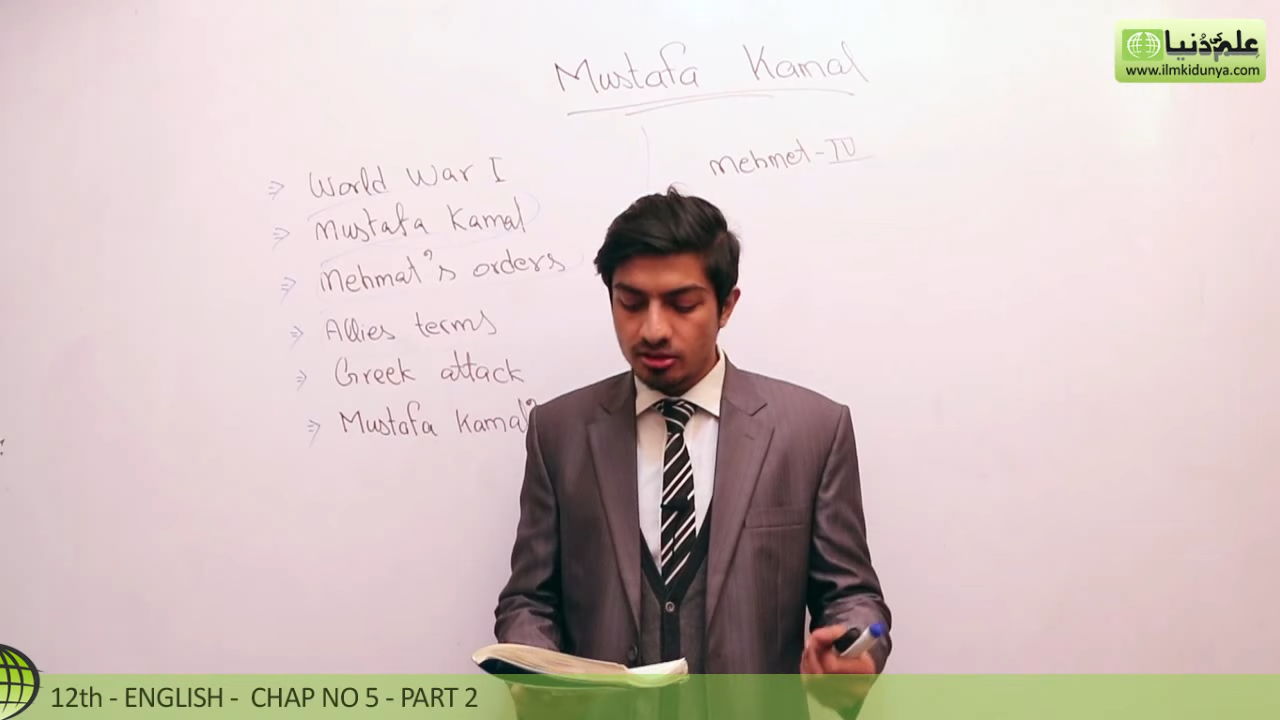 علم کی دُنیا
www.ilmkidunya.com
Mustafa Kamal
Mehmet-IV
World War I
Mustafa Kamal
Mehmat's orders
Allies terms
Greek attack
Mustafa Kamal'
12th - ENGLISH - CHAP NO 5 - PART 2